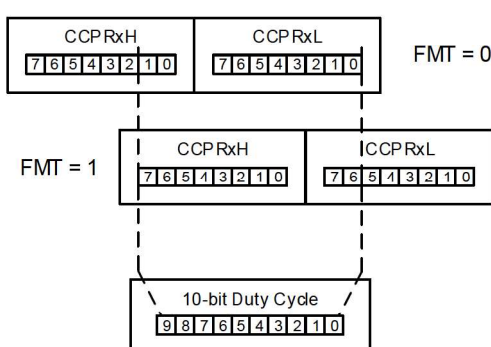 CCPRxH CCPRxL
7 6 5 4 3 2 1 0 7 6 5 4 3 2 1 0 FMT = 0
CCPRxH CCPRxL
FMT = 1 7 6 5 4 3 2 1 0 7 6 5 4 3 2 1 0
10-bit Duty Cycle
9 8 7 6 5 4 3 2 1 0